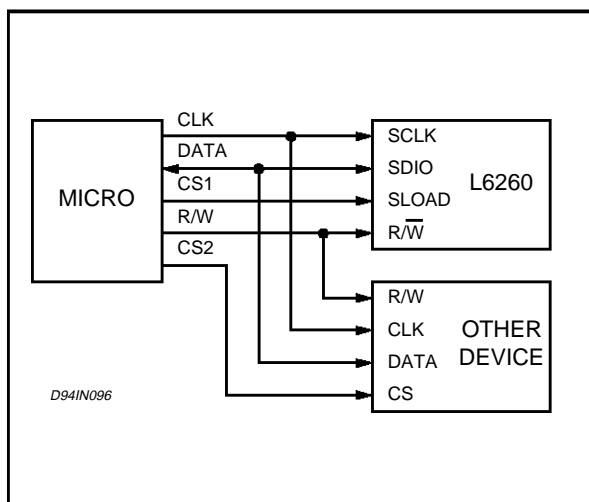 CLK
DATA
CS1
R/W
CS2
MICRO
SCLK
SDIO
SLOAD
R/W̅
L6260
R/W
CLK
DATA
CS
OTHER
DEVICE
D94IN096